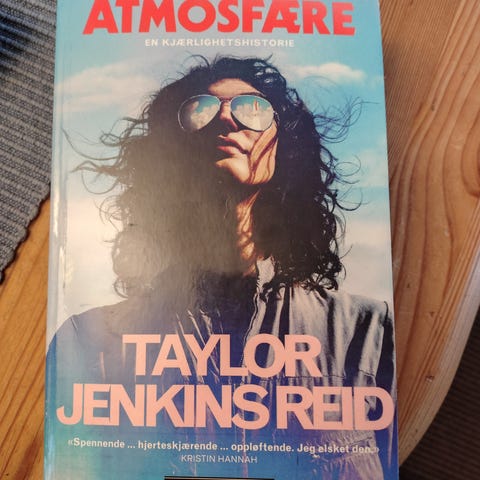 ATMOSFÆRE
EN KJÆRLIGHETSHISTORIE
TAYLOR
JENKINS REID
«Spennende ... hjerteskjærende ... oppløftende. Jeg elsket den.»
KRISTIN HANNAH